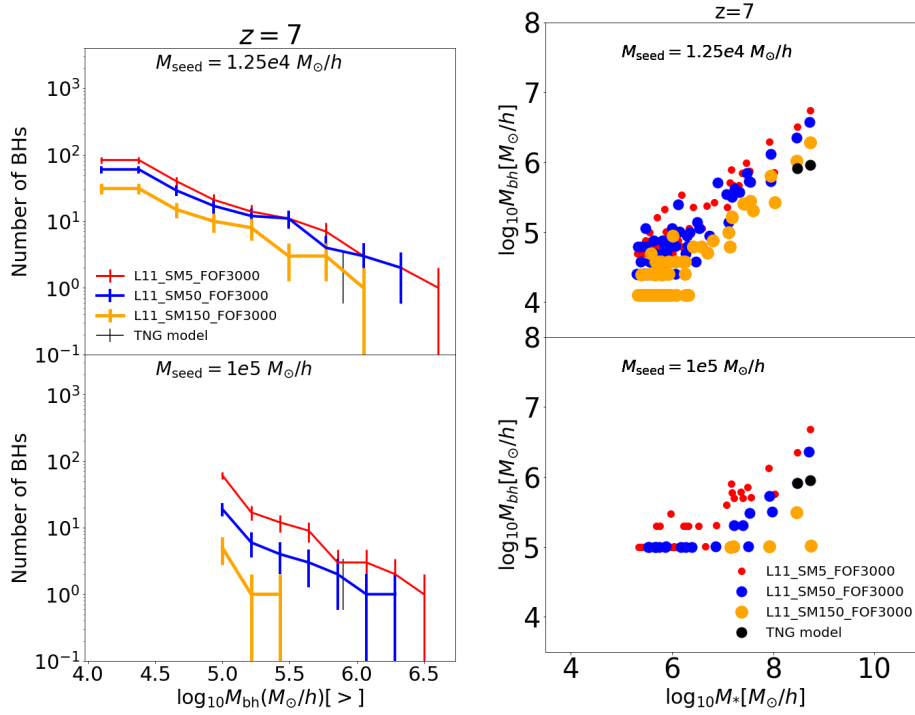 z = 7
M_seed = 1.25e4 M_⊙/h
Number of BHs
10^3
10^2
10^1
10^0
10^-1
L11_SM5_FOF3000
L11_SM50_FOF3000
L11_SM150_FOF3000
TNG model
M_seed = 1e5 M_⊙/h
Number of BHs
10^3
10^2
10^1
10^0
10^-1
4.0 4.5 5.0 5.5 6.0 6.5
log_10 M_bh(M_⊙/h)[ > ]
z=7
M_seed = 1.25e4 M_⊙/h
log_10 M_bh[M_⊙/h]
8
7
6
5
4
M_seed = 1e5 M_⊙/h
log_10 M_bh[M_⊙/h]
8
7
6
5
4
L11_SM5_FOF3000
L11_SM50_FOF3000
L11_SM150_FOF3000
TNG model
4 6 8 10
log_10 M_*[M_⊙/h]